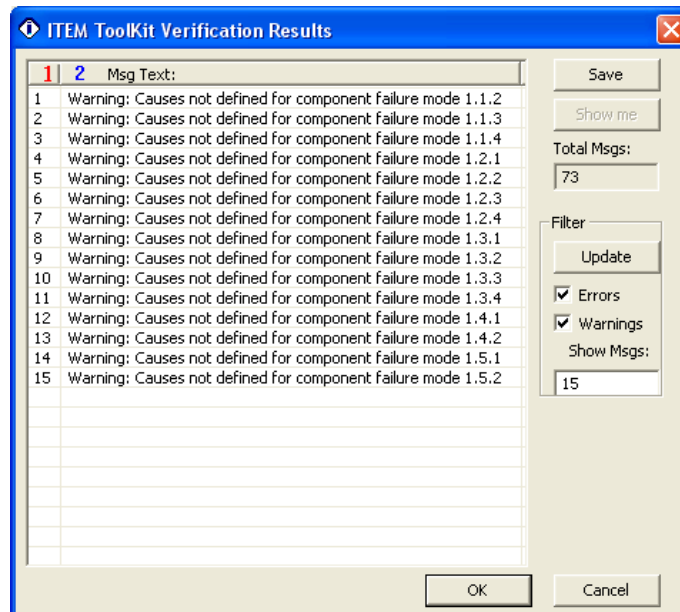 ITEM ToolKit Verification Results
1 2 Msg Text:
1 Warning: Causes not defined for component failure mode 1.1.2
2 Warning: Causes not defined for component failure mode 1.1.3
3 Warning: Causes not defined for component failure mode 1.1.4
4 Warning: Causes not defined for component failure mode 1.2.1
5 Warning: Causes not defined for component failure mode 1.2.2
6 Warning: Causes not defined for component failure mode 1.2.3
7 Warning: Causes not defined for component failure mode 1.2.4
8 Warning: Causes not defined for component failure mode 1.3.1
9 Warning: Causes not defined for component failure mode 1.3.2
10 Warning: Causes not defined for component failure mode 1.3.3
11 Warning: Causes not defined for component failure mode 1.3.4
12 Warning: Causes not defined for component failure mode 1.4.1
13 Warning: Causes not defined for component failure mode 1.4.2
14 Warning: Causes not defined for component failure mode 1.5.1
15 Warning: Causes not defined for component failure mode 1.5.2
Save
Show me
Total Msgs:
73
Filter
Update
Errors
Warnings
Show Msgs:
15
OK
Cancel